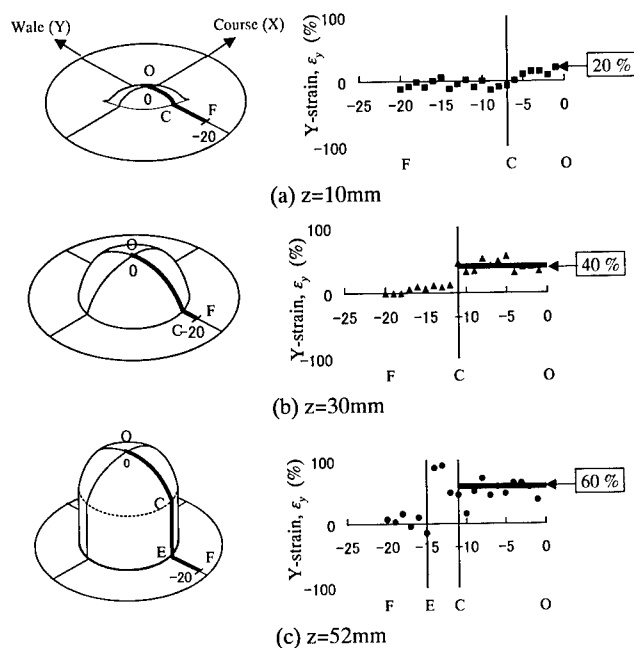 Wale (Y)
Course (X)
O
0
C
F
-20
Y-strain, εy (%)
100
0
-100
-25 -20 -15 -10 -5 0
20 %
F C O
(a) z=10mm
O
0
C-20
F
Y-strain, εy (%)
100
0
-100
-25 -20 -15 -10 -5 0
40 %
F C O
(b) z=30mm
O
0
C
E
F
-20
Y-strain, εy (%)
100
0
-100
-25 -20 -15 -10 -5 0
60 %
F E C O
(c) z=52mm